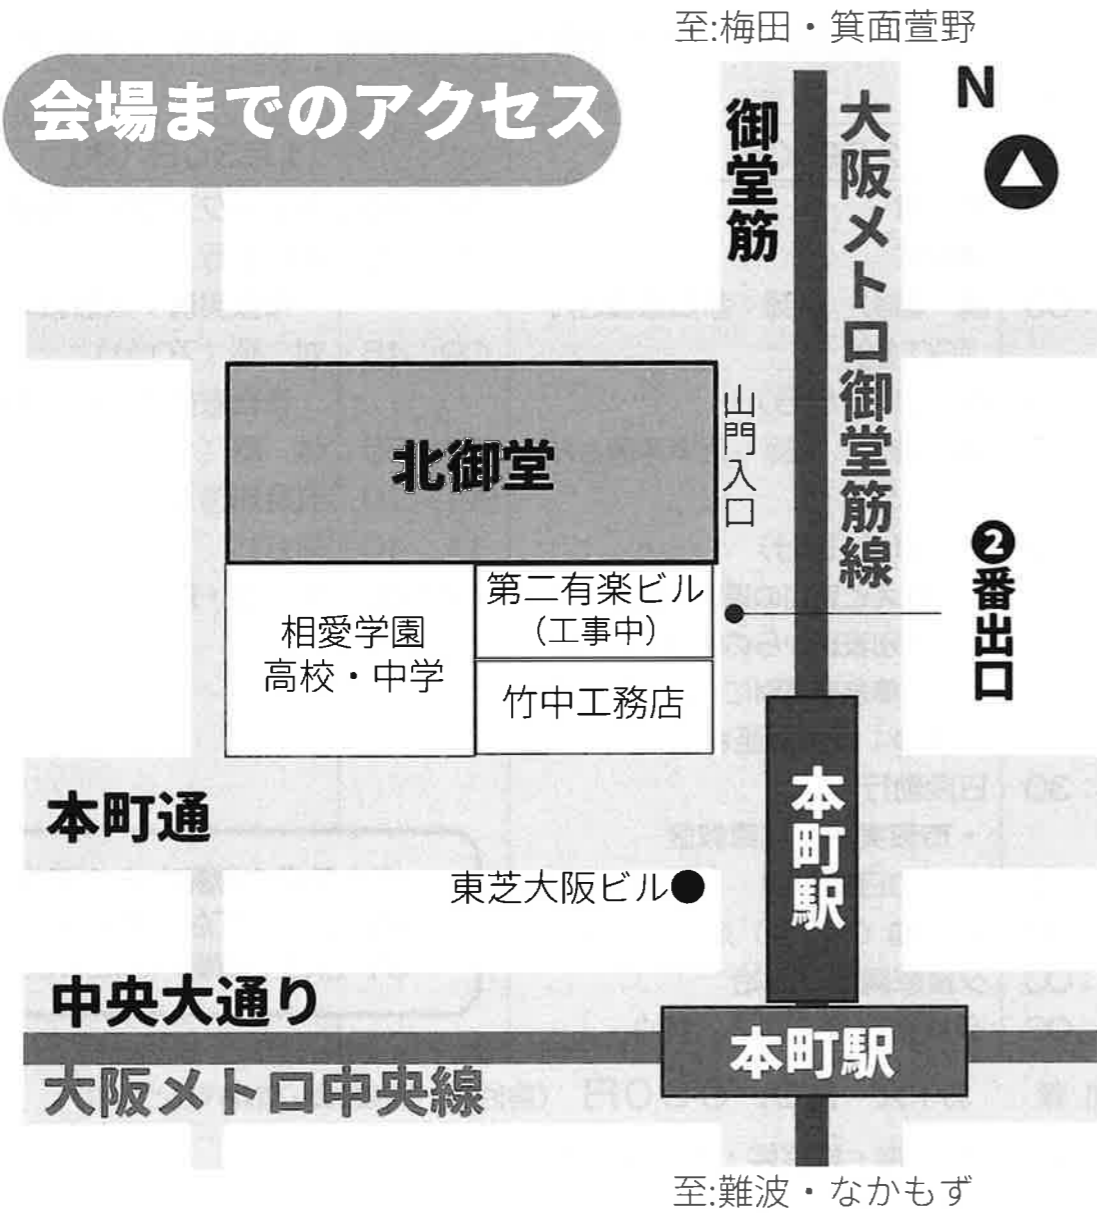 至:梅田・箕面萱野
会場までのアクセス
N
御堂筋
大阪メトロ御堂筋線
北御堂
山門入口
❷番出口
第二有楽ビル
（工事中）
相愛学園
高校・中学
竹中工務店
本町通
本町駅
東芝大阪ビル●
中央大通り
本町駅
大阪メトロ中央線
至:難波・なかもず